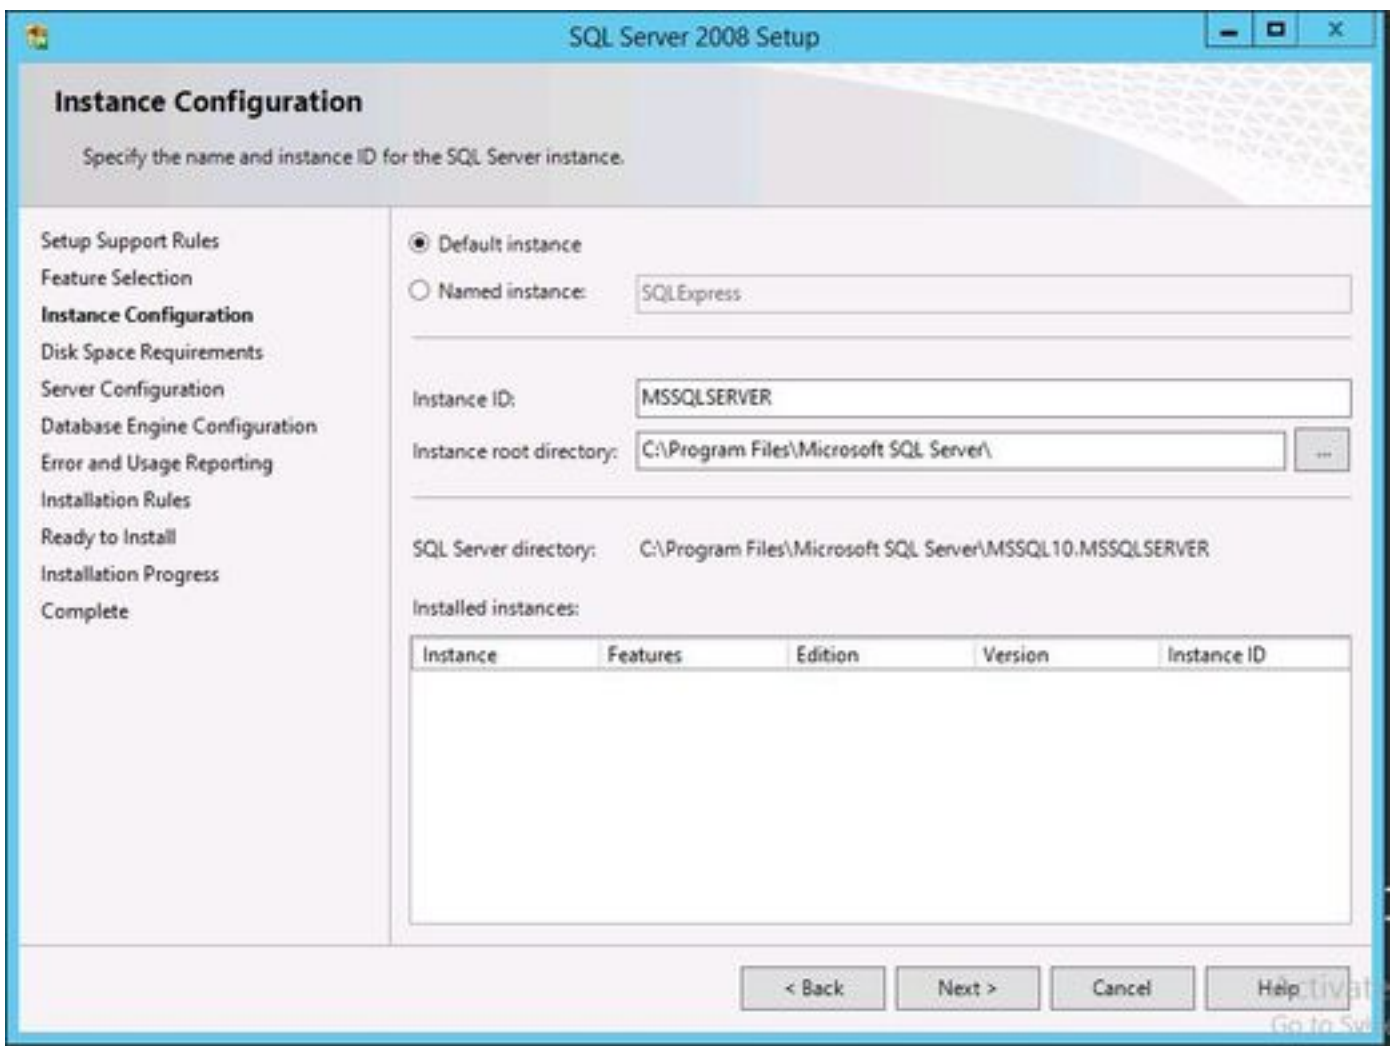 SQL Server 2008 Setup
Instance Configuration
Specify the name and instance ID for the SQL Server instance.
Setup Support Rules
Feature Selection
Instance Configuration
Disk Space Requirements
Server Configuration
Database Engine Configuration
Error and Usage Reporting
Installation Rules
Ready to Install
Installation Progress
Complete
Default instance
Named instance: SQLExpress
Instance ID: MSSQLSERVER
Instance root directory: C:\Program Files\Microsoft SQL Server\ ...
SQL Server directory: C:\Program Files\Microsoft SQL Server\MSSQL10.MSSQLSERVER
Installed instances:
Instance Features Edition Version Instance ID
< Back Next > Cancel Help
Activate
Go to